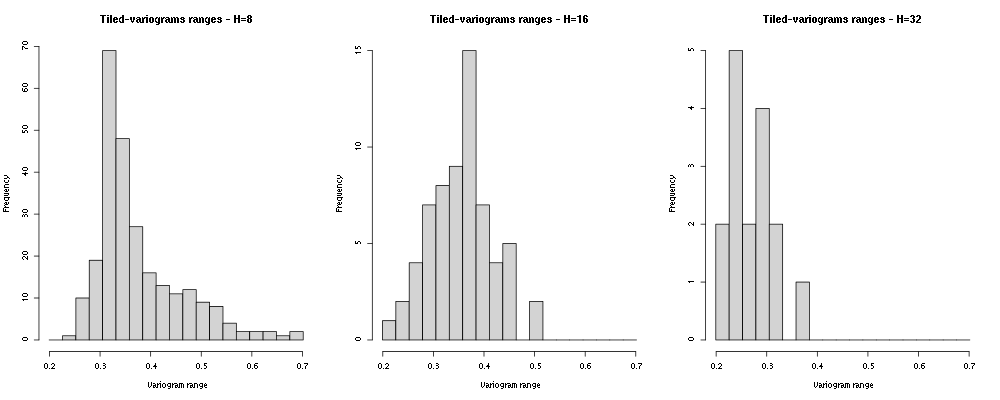 Tiled-variograms ranges - H=8
Frequency
70
60
50
40
30
20
10
0
0.2 0.3 0.4 0.5 0.6 0.7
Variogram range
Tiled-variograms ranges - H=16
Frequency
15
10
5
0
0.2 0.3 0.4 0.5 0.6 0.7
Variogram range
Tiled-variograms ranges - H=32
Frequency
5
4
3
2
1
0
0.2 0.3 0.4 0.5 0.6 0.7
Variogram range